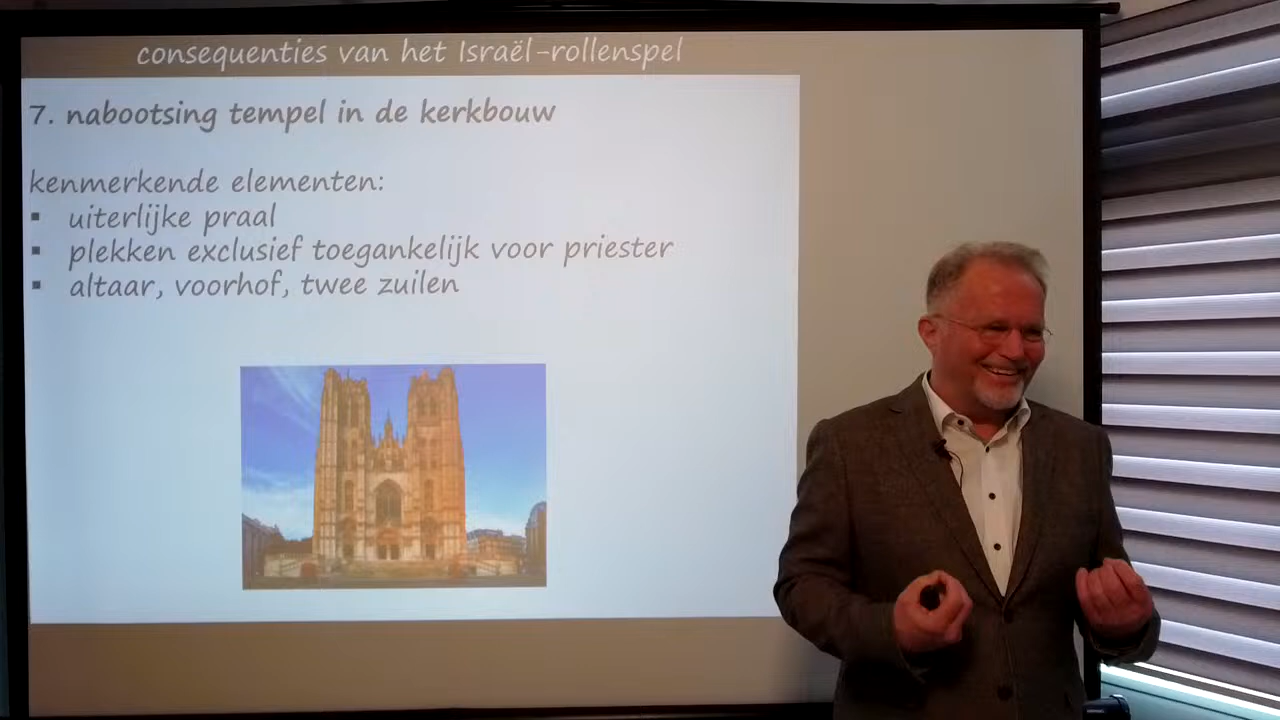 consequenties van het Israël-rollenspel
7. nabootsing tempel in de kerkbouw
kenmerkende elementen:
▪ uiterlijke praal
▪ plekken exclusief toegankelijk voor priester
▪ altaar, voorhof, twee zuilen